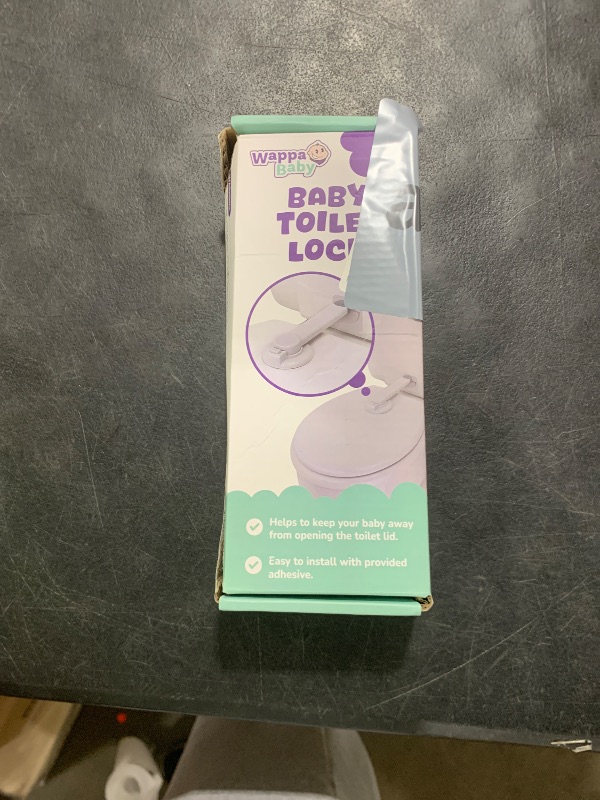 Wappa
Baby
BABY
TOILE
LOC
Helps to keep your baby away
from opening the toilet lid.
Easy to install with provided
adhesive.